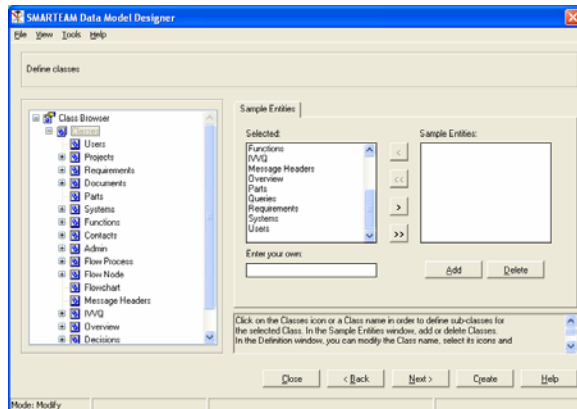 SMARTEAM Data Model Designer
File View Tools Help
Define classes
Class Browser
Classes
Users
Projects
Requirements
Documents
Parts
Systems
Functions
Contacts
Admin
Flow Process
Flow Node
Flowchart
Message Headers
IVVQ
Overview
Decisions
Sample Entities
Selected:
Functions
IVVQ
Message Headers
Overview
Parts
Queries
Requirements
Systems
Users
<
<<
>
>>
Sample Entities:
Enter your own:
Add Delete
Click on the Classes icon or a Class name in order to define sub-classes for
the selected Class. In the Sample Entities window, add or delete Classes.
In the Definition window, you can modify the Class name, select its icons and
Close < Back Next > Create Help
Mode: Modify